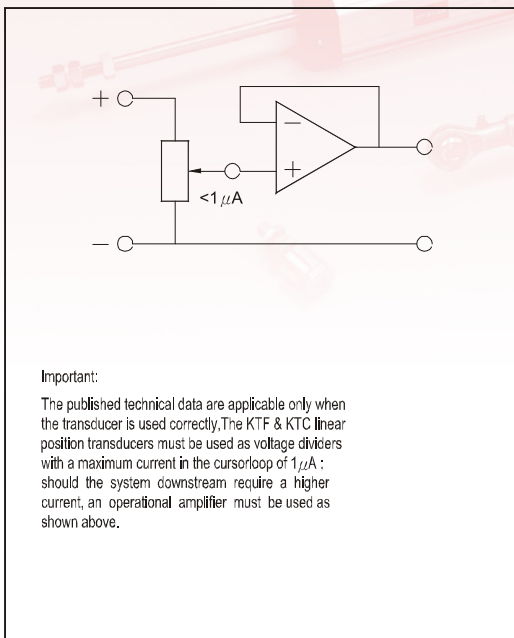 +
−
+
<1μA
−
Important:
The published technical data are applicable only when
the transducer is used correctly,The KTF & KTC linear
position transducers must be used as voltage dividers
with a maximum current in the cursorloop of 1μA ;
should the system downstream require a higher
current, an operational amplifier must be used as
shown above.